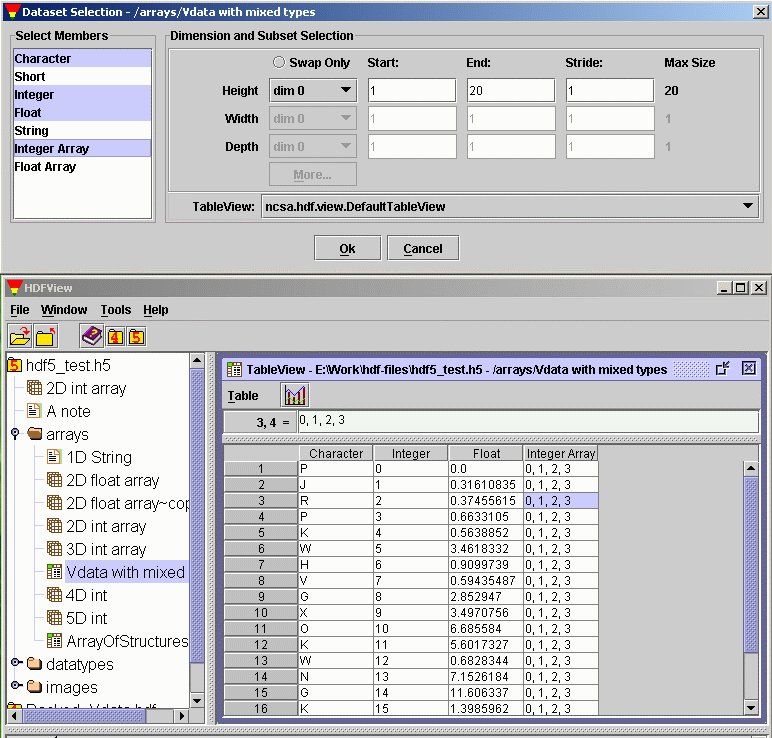 Dataset Selection - /arrays/Vdata with mixed types
Select Members
Character
Short
Integer
Float
String
Integer Array
Float Array
Dimension and Subset Selection
Swap Only Start: End: Stride: Max Size
Height dim 0 1 20 1 20
Width dim 0 1 1 1 1
Depth dim 0 1 1 1 1
More...
TableView: ncsa.hdf.view.DefaultTableView
Ok Cancel
HDFView
File Window Tools Help
4 5
5 hdf5_test.h5
2D int array
A note
arrays
1D String
2D float array
2D float array~cop
2D int array
3D int array
Vdata with mixed
4D int
5D int
ArrayOfStructures
datatypes
images
TableView - E:\Work\hdf-files\hdf5_test.h5 - /arrays/Vdata with mixed types
Table
3, 4 = 0, 1, 2, 3
Character Integer Float Integer Array
1 P 0 0.0 0, 1, 2, 3
2 J 1 0.31610835 0, 1, 2, 3
3 R 2 0.37455615 0, 1, 2, 3
4 P 3 0.6633105 0, 1, 2, 3
5 K 4 0.5638852 0, 1, 2, 3
6 W 5 3.4618332 0, 1, 2, 3
7 H 6 0.9099739 0, 1, 2, 3
8 V 7 0.59435487 0, 1, 2, 3
9 G 8 2.852947 0, 1, 2, 3
10 X 9 3.4970756 0, 1, 2, 3
11 O 10 6.685584 0, 1, 2, 3
12 K 11 5.6017327 0, 1, 2, 3
13 W 12 0.6828344 0, 1, 2, 3
14 N 13 7.1526184 0, 1, 2, 3
15 G 14 11.606337 0, 1, 2, 3
16 K 15 1.3985962 0, 1, 2, 3